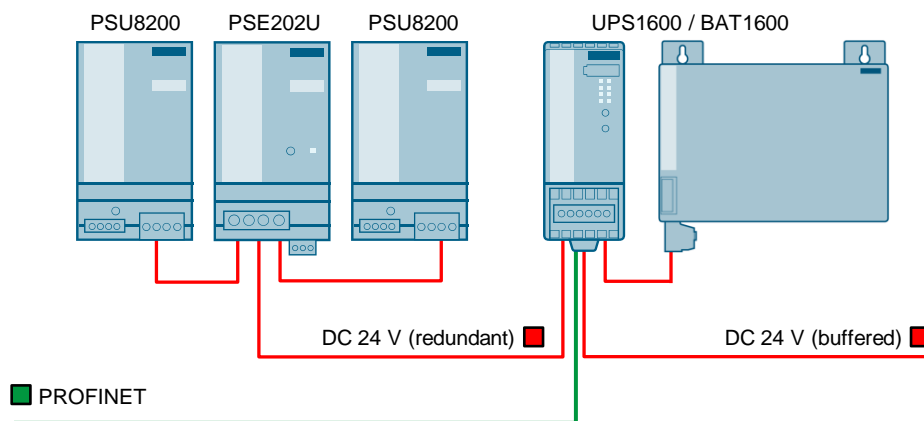 PSU8200
PSE202U
PSU8200
UPS1600 / BAT1600
DC 24 V (redundant)
DC 24 V (buffered)
PROFINET